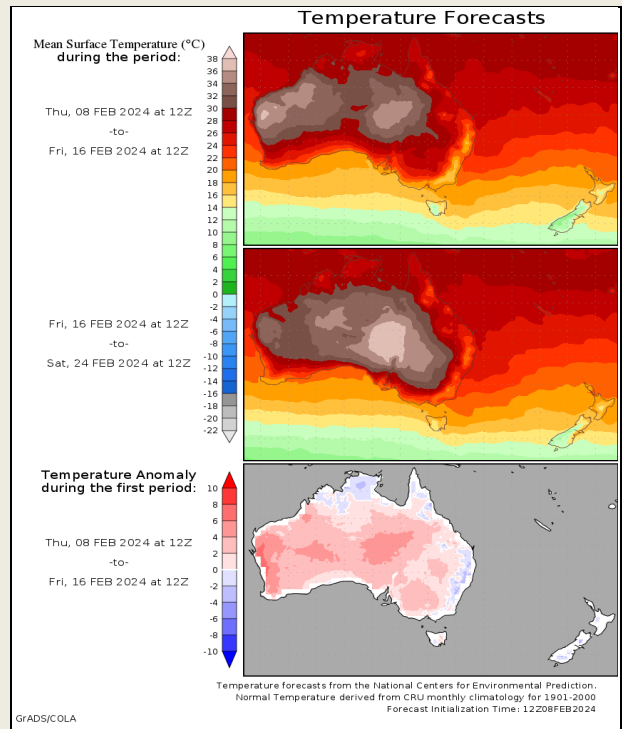 Temperature Forecasts
Mean Surface Temperature (°C)
during the period:
Thu, 08 FEB 2024 at 12Z
-to-
Fri, 16 FEB 2024 at 12Z
38
36
34
32
30
28
26
24
22
20
18
16
14
12
10
8
6
4
2
0
-2
-4
-6
-8
-10
-12
-14
-16
-18
-20
-22
Fri, 16 FEB 2024 at 12Z
-to-
Sat, 24 FEB 2024 at 12Z
Temperature Anomaly
during the first period:
Thu, 08 FEB 2024 at 12Z
-to-
Fri, 16 FEB 2024 at 12Z
10
8
6
4
2
0
-2
-4
-6
-8
-10
Temperature forecasts from the National Centers for Environmental Prediction.
Normal Temperature derived from CRU monthly climatology for 1901-2000
Forecast Initialization Time: 12Z08FEB2024
GrADS/COLA